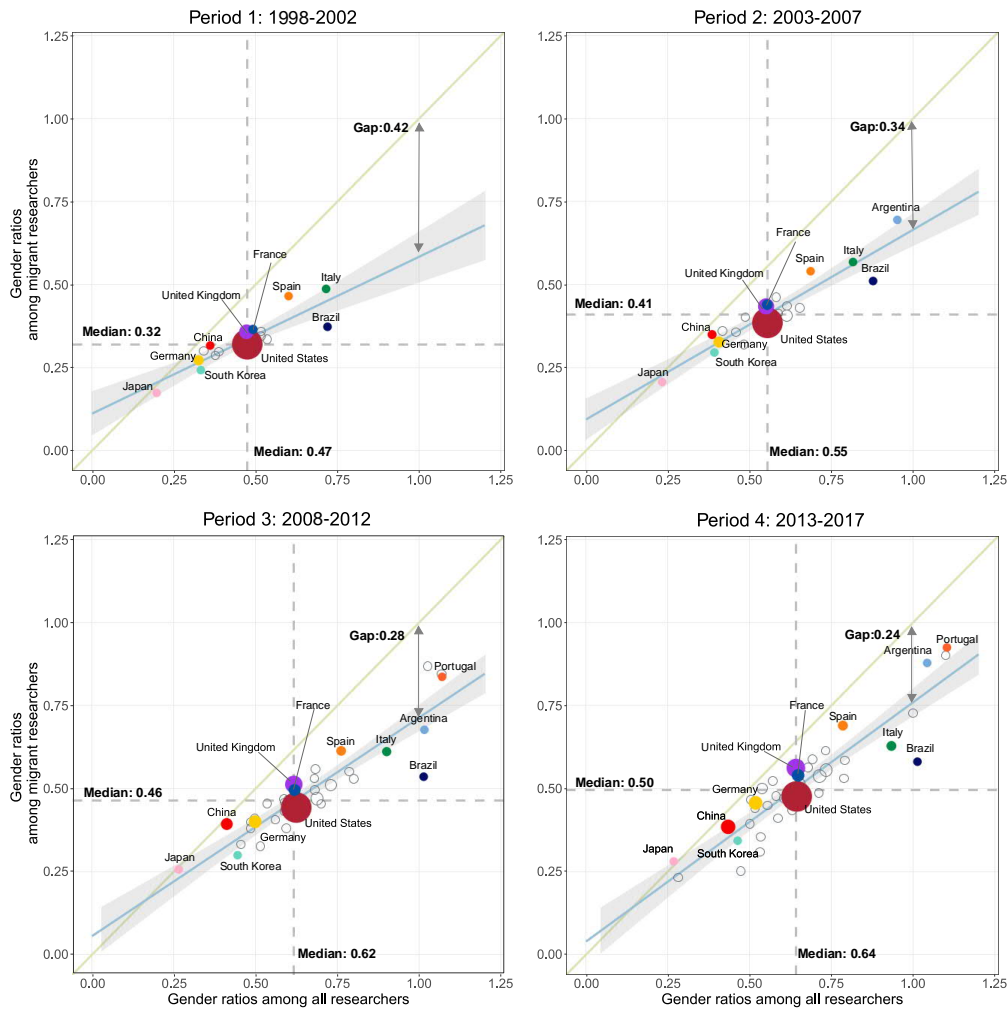 Period 1: 1998-2002
Period 2: 2003-2007
1.25
1.00
0.75
0.50
0.25
0.00
Gender ratios
among migrant researchers
Gap:0.42
France
Italy
Spain
United Kingdom
Brazil
Median: 0.32
China
Germany
United States
South Korea
Japan
Median: 0.47
0.00 0.25 0.50 0.75 1.00 1.25
1.25
1.00
0.75
0.50
0.25
0.00
Gap:0.34
Argentina
France
Italy
Spain
United Kingdom
Brazil
Median: 0.41
China
Germany
United States
South Korea
Japan
Median: 0.55
0.00 0.25 0.50 0.75 1.00 1.25
Period 3: 2008-2012
Period 4: 2013-2017
1.25
1.00
0.75
0.50
0.25
0.00
Gender ratios
among migrant researchers
Gap:0.28
Portugal
France
Argentina
Spain
Italy
United Kingdom
Brazil
Median: 0.46
China
United States
Germany
Japan
South Korea
Median: 0.62
0.00 0.25 0.50 0.75 1.00 1.25
Gender ratios among all researchers
1.25
1.00
0.75
0.50
0.25
0.00
Gap:0.24
Portugal
Argentina
France
Spain
Italy
United Kingdom
Brazil
Median: 0.50
Germany
China
United States
Japan
South Korea
Median: 0.64
0.00 0.25 0.50 0.75 1.00 1.25
Gender ratios among all researchers